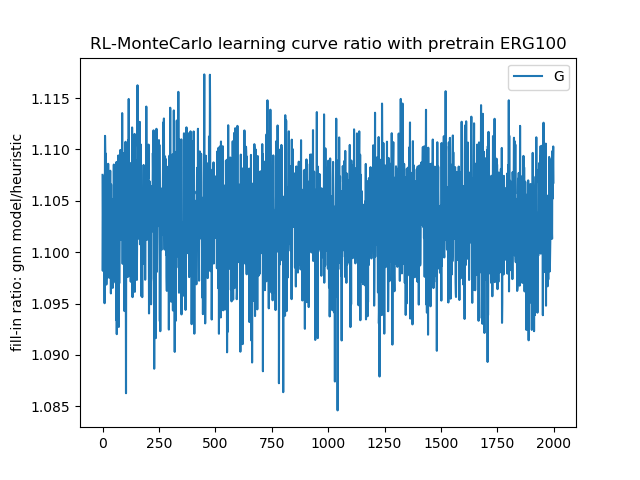 RL-MonteCarlo learning curve ratio with pretrain ERG100
G
fill-in ratio: gnn model/heuristic
1.115
1.110
1.105
1.100
1.095
1.090
1.085
0 250 500 750 1000 1250 1500 1750 2000